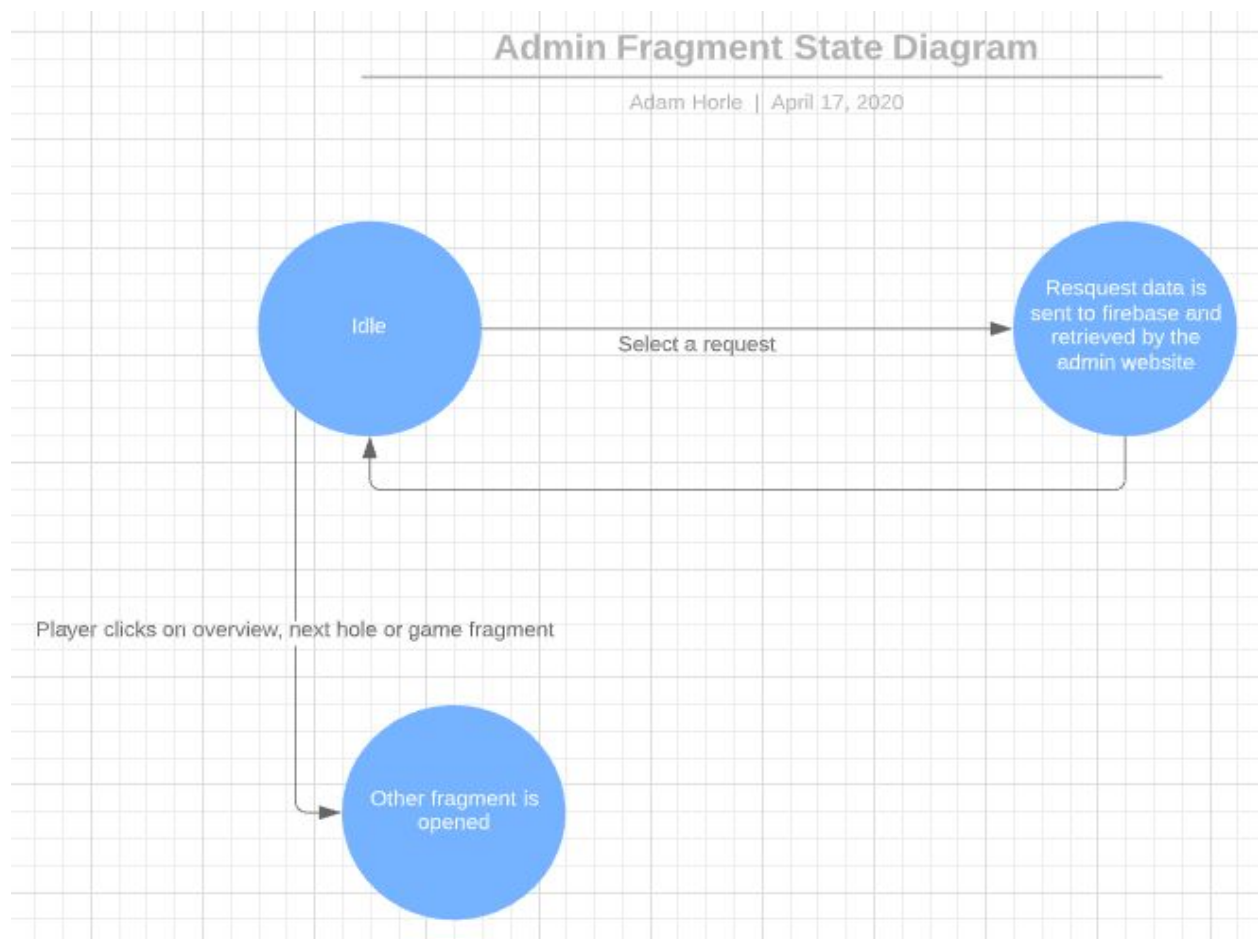 Admin Fragment State Diagram
Adam Horle | April 17, 2020
Idle
Select a request
Resquest data is
sent to firebase and
retrieved by the
admin website
Player clicks on overview, next hole or game fragment
Other fragment is
opened